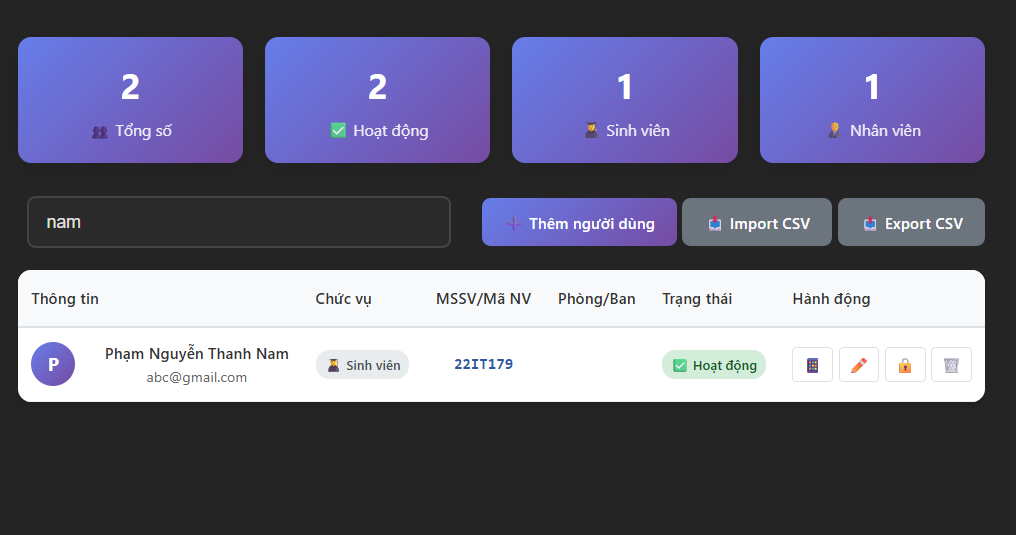 2
Tổng số
2
Hoạt động
1
Sinh viên
1
Nhân viên
nam
Thêm người dùng
Import CSV
Export CSV
Thông tin Chức vụ MSSV/Mã NV Phòng/Ban Trạng thái Hành động
P
Phạm Nguyễn Thanh Nam
abc@gmail.com
Sinh viên
22IT179
Hoạt động